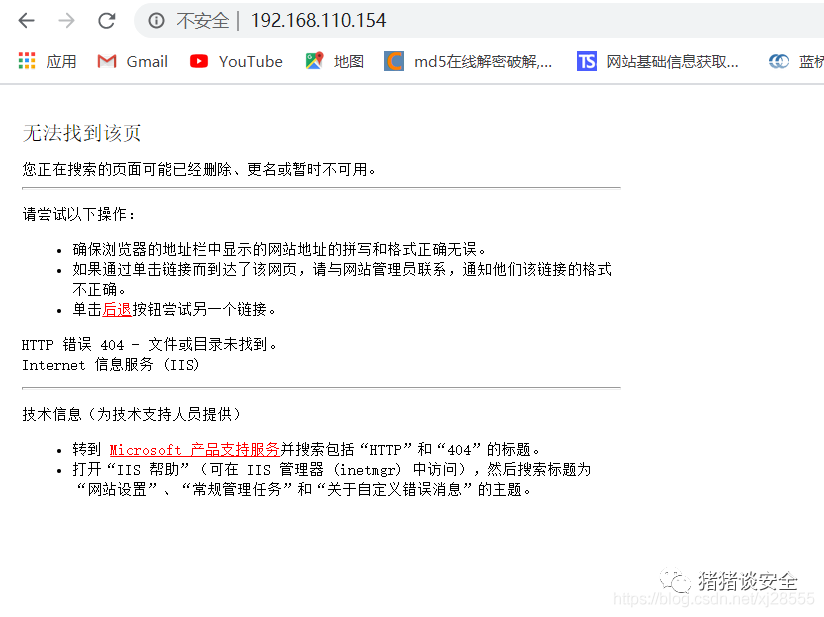 不安全 | 192.168.110.154
应用 Gmail YouTube 地图 md5在线解密破解,... 网站基础信息获取... 蓝桥
无法找到该页
您正在搜索的页面可能已经删除、更名或暂时不可用。
请尝试以下操作：
• 确保浏览器的地址栏中显示的网站地址的拼写和格式正确无误。
• 如果通过单击链接而到达了该网页，请与网站管理员联系，通知他们该链接的格式
不正确。
• 单击后退按钮尝试另一个链接。
HTTP 错误 404 - 文件或目录未找到。
Internet 信息服务 (IIS)
技术信息（为技术支持人员提供）
• 转到 Microsoft 产品支持服务并搜索包括“HTTP”和“404”的标题。
• 打开“IIS 帮助”（可在 IIS 管理器 (inetmgr) 中访问），然后搜索标题为
“网站设置”、“常规管理任务”和“关于自定义错误消息”的主题。
猪猪谈安全
https://blog.csdn.net/xj28555